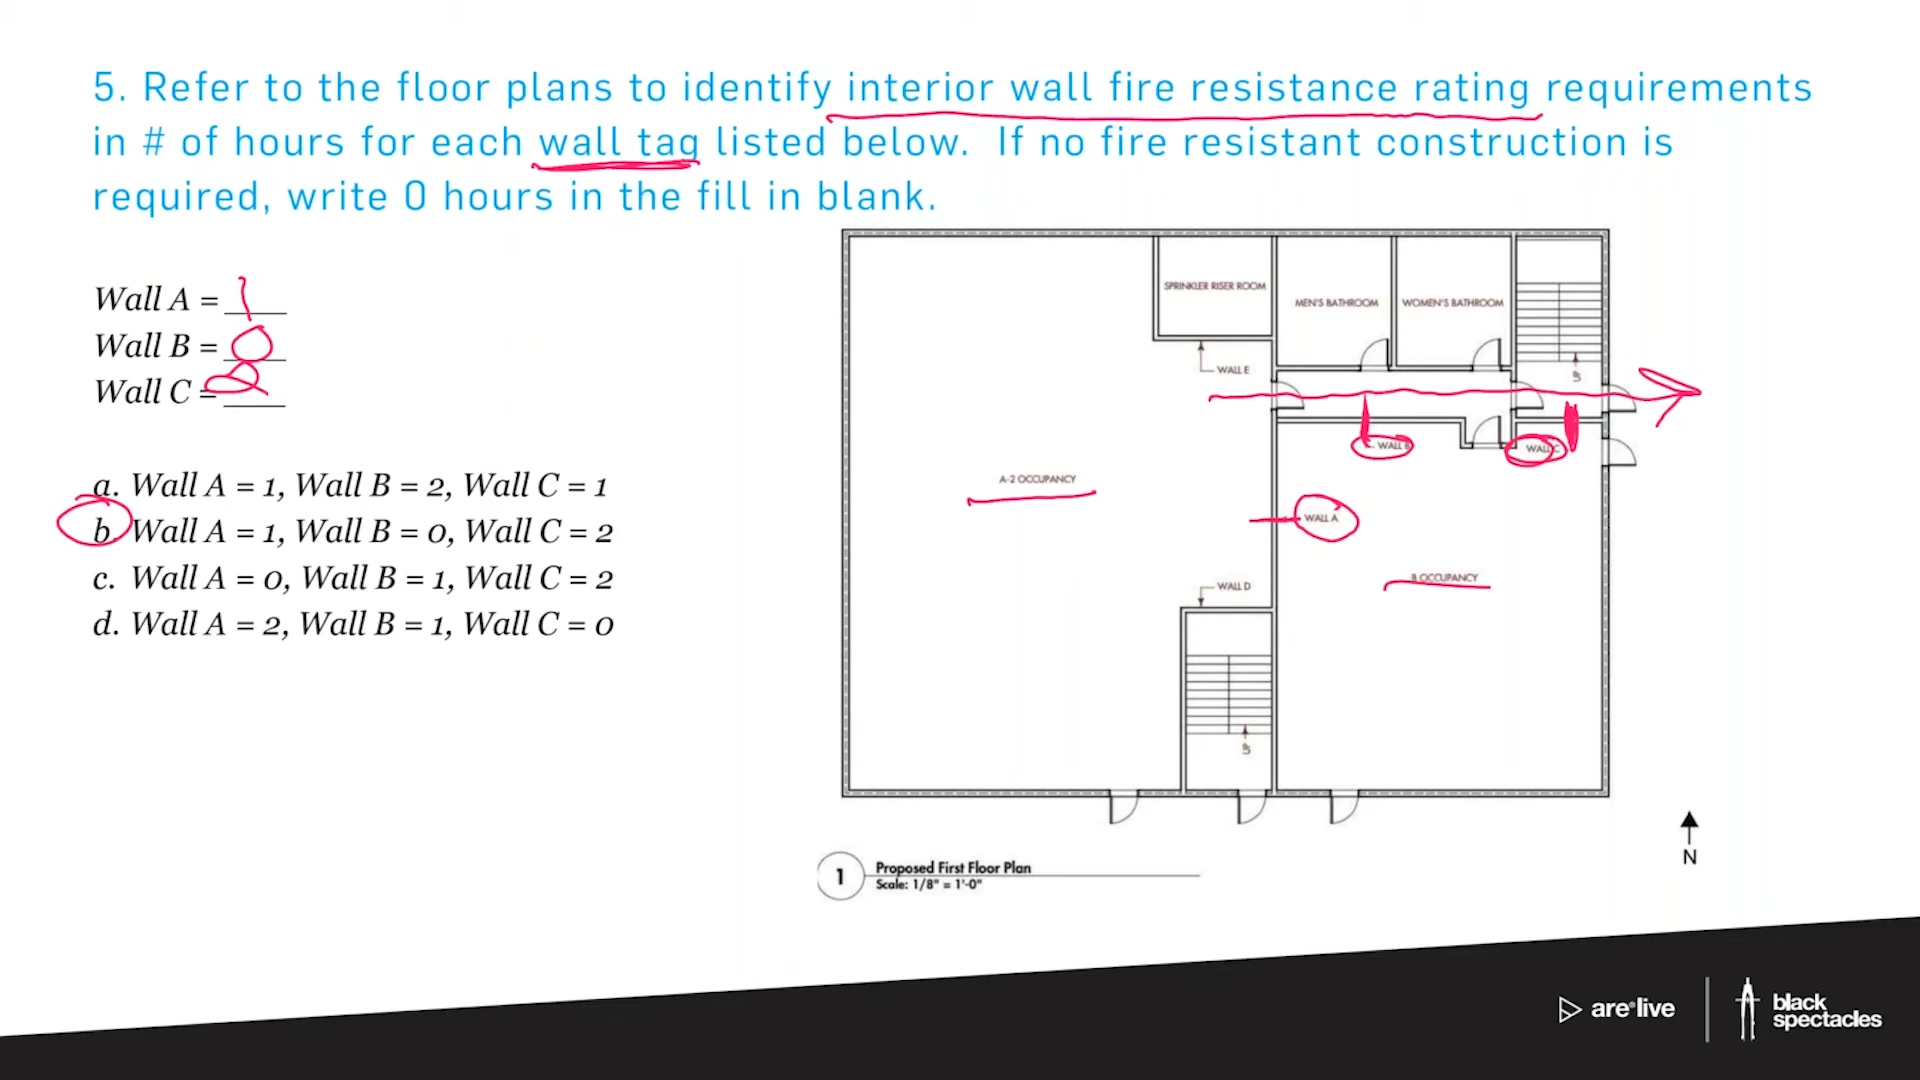 5. Refer to the floor plans to identify interior wall fire resistance rating requirements
in # of hours for each wall tag listed below. If no fire resistant construction is
required, write 0 hours in the fill in blank.
Wall A = 1
Wall B = 0
Wall C = 2
a. Wall A = 1, Wall B = 2, Wall C = 1
b. Wall A = 1, Wall B = 0, Wall C = 2
c. Wall A = 0, Wall B = 1, Wall C = 2
d. Wall A = 2, Wall B = 1, Wall C = 0
SPRINKLER RISER ROOM
MEN'S BATHROOM
WOMEN'S BATHROOM
WALL E
UP
WALL B
WALL C
A-2 OCCUPANCY
WALL A
B OCCUPANCY
WALL D
UP
N
1
Proposed First Floor Plan
Scale: 1/8" = 1'-0"
are®live
black
spectacles